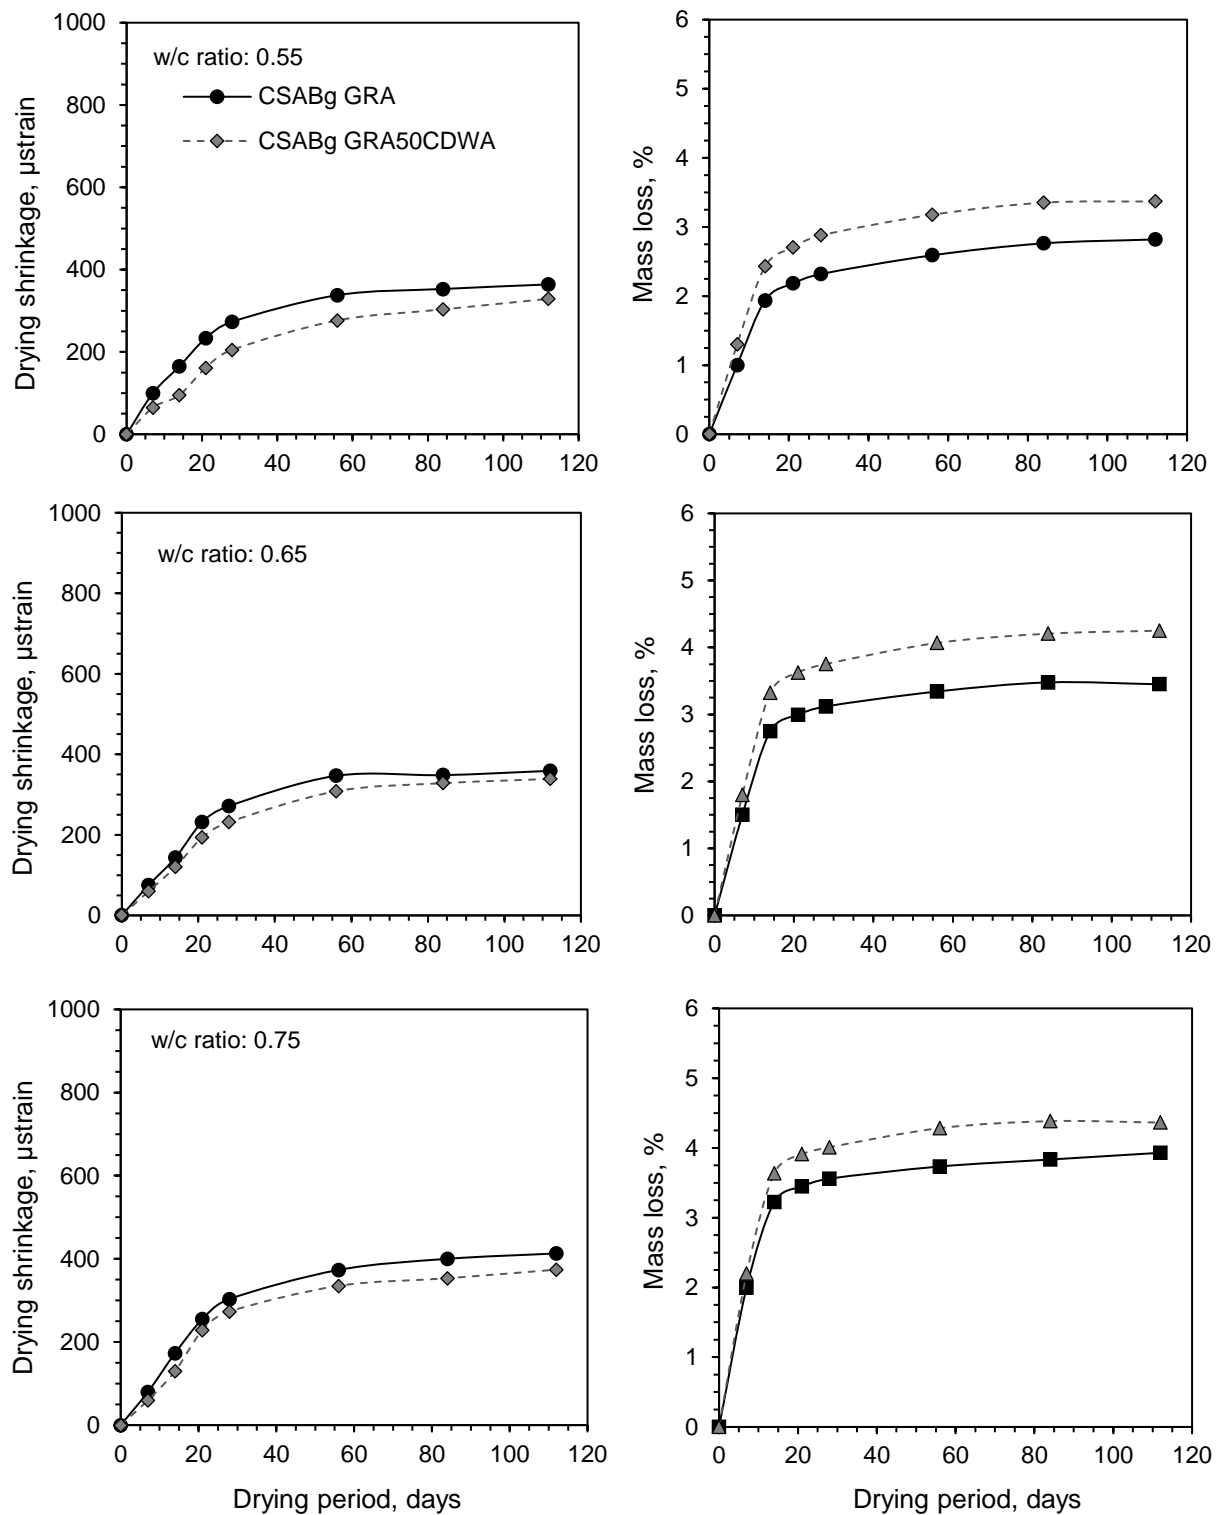 1000
800
600
400
200
0
Drying shrinkage, µstrain
w/c ratio: 0.55
CSABg GRA
CSABg GRA50CDWA
0 20 40 60 80 100 120
6
5
4
3
2
1
0
Mass loss, %
0 20 40 60 80 100 120
1000
800
600
400
200
0
Drying shrinkage, µstrain
w/c ratio: 0.65
0 20 40 60 80 100 120
6
5
4
3
2
1
0
Mass loss, %
0 20 40 60 80 100 120
1000
800
600
400
200
0
Drying shrinkage, µstrain
w/c ratio: 0.75
0 20 40 60 80 100 120
Drying period, days
6
5
4
3
2
1
0
Mass loss, %
0 20 40 60 80 100 120
Drying period, days